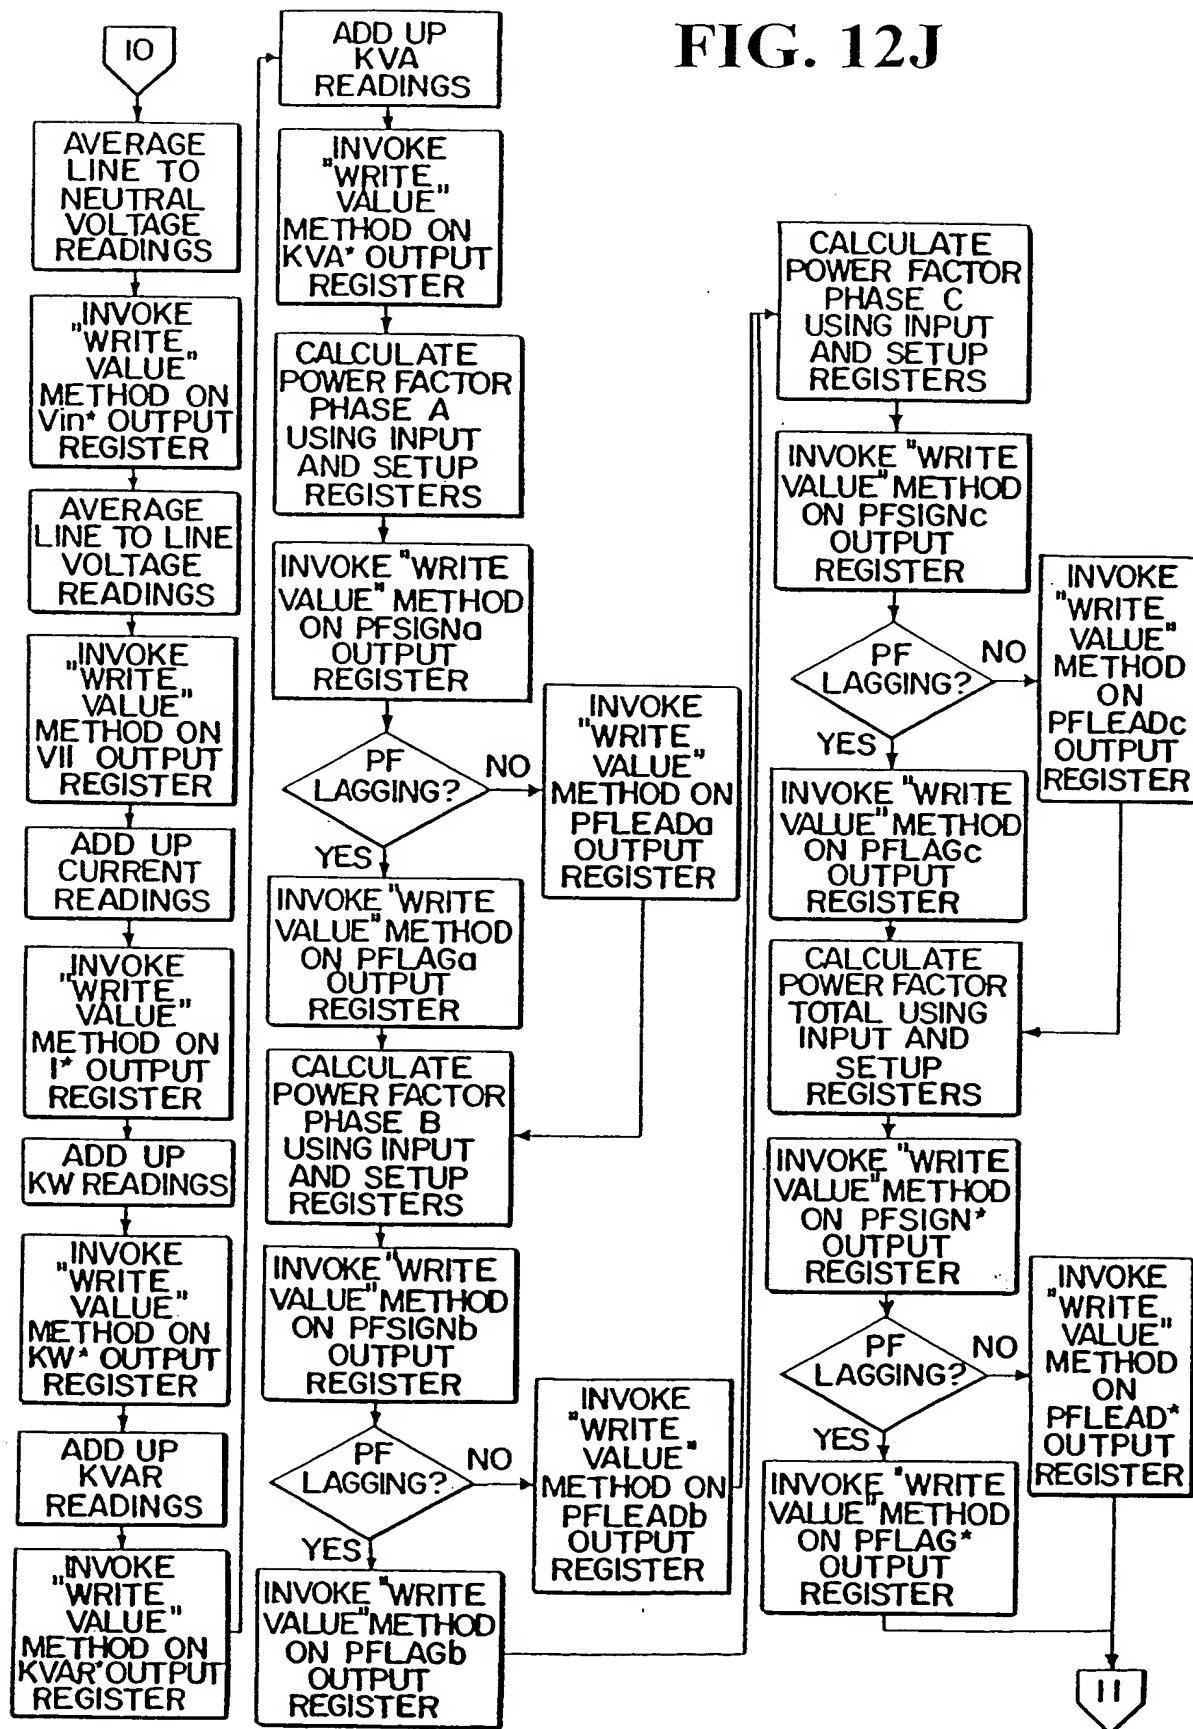 FIG. 12J
10
AVERAGE
LINE TO
NEUTRAL
VOLTAGE
READINGS
INVOKE
"WRITE
VALUE"
METHOD ON
Vin* OUTPUT
REGISTER
AVERAGE
LINE TO LINE
VOLTAGE
READINGS
INVOKE
"WRITE
VALUE"
METHOD ON
Vll OUTPUT
REGISTER
ADD UP
CURRENT
READINGS
INVOKE
"WRITE
VALUE"
METHOD ON
I* OUTPUT
REGISTER
ADD UP
KW READINGS
INVOKE
"WRITE
VALUE"
METHOD ON
KW* OUTPUT
REGISTER
ADD UP
KVAR
READINGS
INVOKE
"WRITE
VALUE"
METHOD ON
KVAR* OUTPUT
REGISTER
ADD UP
KVA
READINGS
INVOKE
"WRITE
VALUE"
METHOD ON
KVA* OUTPUT
REGISTER
CALCULATE
POWER FACTOR
PHASE A
USING INPUT
AND SETUP
REGISTERS
INVOKE "WRITE
VALUE" METHOD
ON PFSIGNa
OUTPUT
REGISTER
PF
LAGGING?
NO
YES
INVOKE
"WRITE
VALUE"
METHOD ON
PFLEADa
OUTPUT
REGISTER
INVOKE "WRITE
VALUE" METHOD
ON PFLAGa
OUTPUT
REGISTER
CALCULATE
POWER FACTOR
PHASE B
USING INPUT
AND SETUP
REGISTERS
INVOKE "WRITE
VALUE" METHOD
ON PFSIGNb
OUTPUT
REGISTER
PF
LAGGING?
NO
YES
INVOKE
"WRITE
VALUE"
METHOD ON
PFLEADb
OUTPUT
REGISTER
INVOKE "WRITE
VALUE" METHOD
ON PFLAGb
OUTPUT
REGISTER
CALCULATE
POWER FACTOR
PHASE C
USING INPUT
AND SETUP
REGISTERS
INVOKE "WRITE
VALUE" METHOD
ON PFSIGNc
OUTPUT
REGISTER
PF
LAGGING?
NO
YES
INVOKE
"WRITE
VALUE"
METHOD
ON
PFLEADc
OUTPUT
REGISTER
INVOKE "WRITE
VALUE" METHOD
ON PFLAGc
OUTPUT
REGISTER
CALCULATE
POWER FACTOR
TOTAL USING
INPUT AND
SETUP
REGISTERS
INVOKE "WRITE
VALUE" METHOD
ON PFSIGN*
OUTPUT
REGISTER
PF
LAGGING?
NO
YES
INVOKE
"WRITE
VALUE"
METHOD
ON
PFLEAD*
OUTPUT
REGISTER
INVOKE "WRITE
VALUE" METHOD
ON PFLAG*
OUTPUT
REGISTER
11